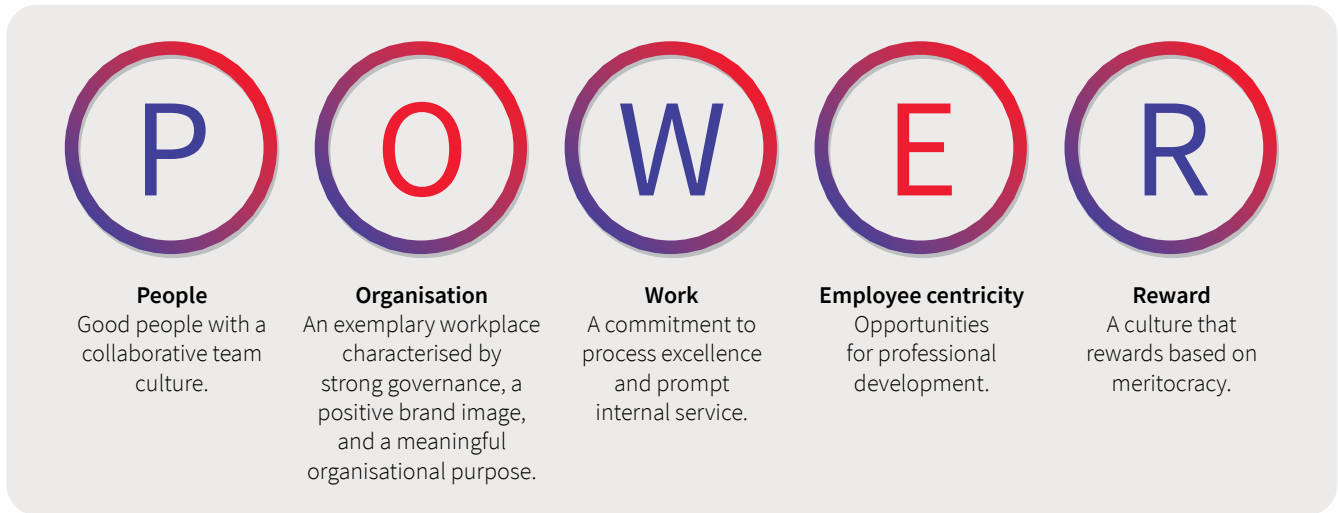 P
O
W
E
R
People
Good people with a
collaborative team
culture.
Organisation
An exemplary workplace
characterised by
strong governance, a
positive brand image,
and a meaningful
organisational purpose.
Work
A commitment to
process excellence
and prompt
internal service.
Employee centricity
Opportunities
for professional
development.
Reward
A culture that
rewards based on
meritocracy.